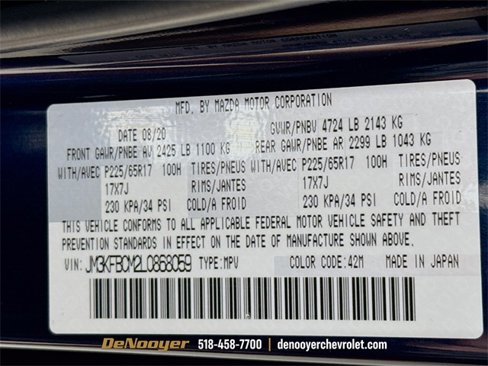 MFD. BY MAZDA MOTOR CORPORATION
DATE 08/20 GVWR/PNBV 4724 LB 2143 KG
FRONT GAWR/PNBE AV 2425 LB 1100 KG REAR GAWR/PNBE AR 2299 LB 1043 KG
WITH/AVEC P225/65R17 100H TIRES/PNEUS WITH/AVEC P225/65R17 100H TIRES/PNEUS
17X7J RIMS/JANTES 17X7J RIMS/JANTES
230 KPA/34 PSI COLD/A FROID 230 KPA/34 PSI COLD/A FROID
THIS VEHICLE CONFORMS TO ALL APPLICABLE FEDERAL MOTOR VEHICLE SAFETY AND THEFT
PREVENTION STANDARDS IN EFFECT ON THE DATE OF MANUFACTURE SHOWN ABOVE.
VIN: JM3KFBCM2L0868059 TYPE: MPV COLOR CODE: 42M MADE IN JAPAN
DeNooyer 518-458-7700 | denooyerchevrolet.com